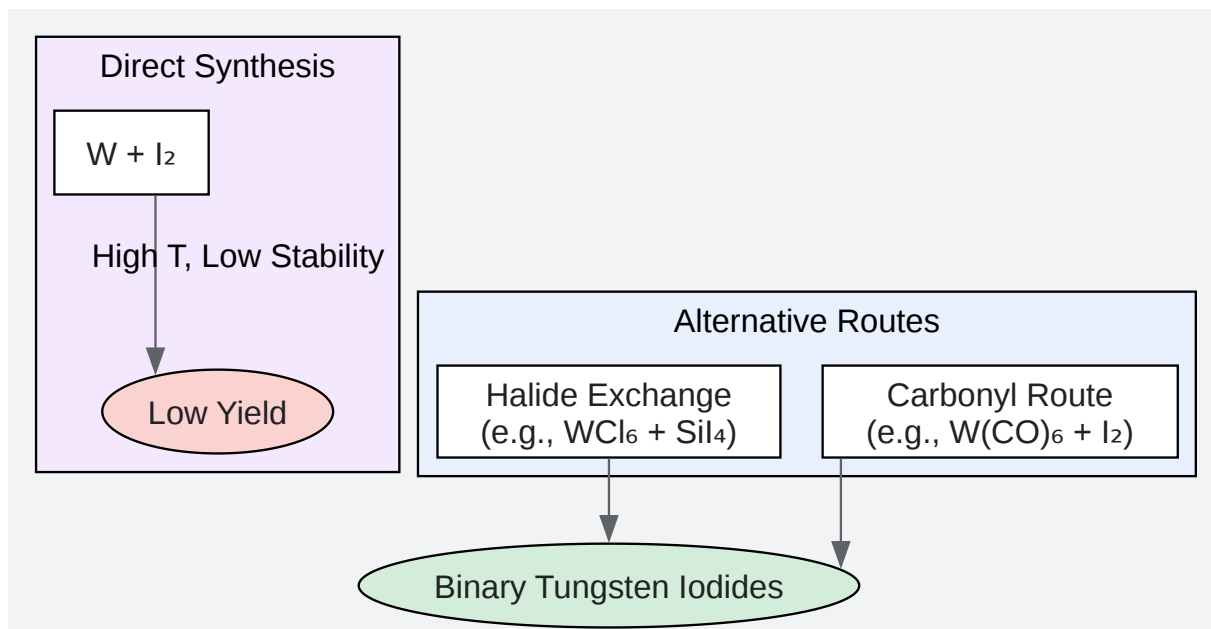 Direct Synthesis
W + I₂
High T, Low Stability
Low Yield
Alternative Routes
Halide Exchange
(e.g., WCl₆ + SiI₄)
Carbonyl Route
(e.g., W(CO)₆ + I₂)
Binary Tungsten Iodides